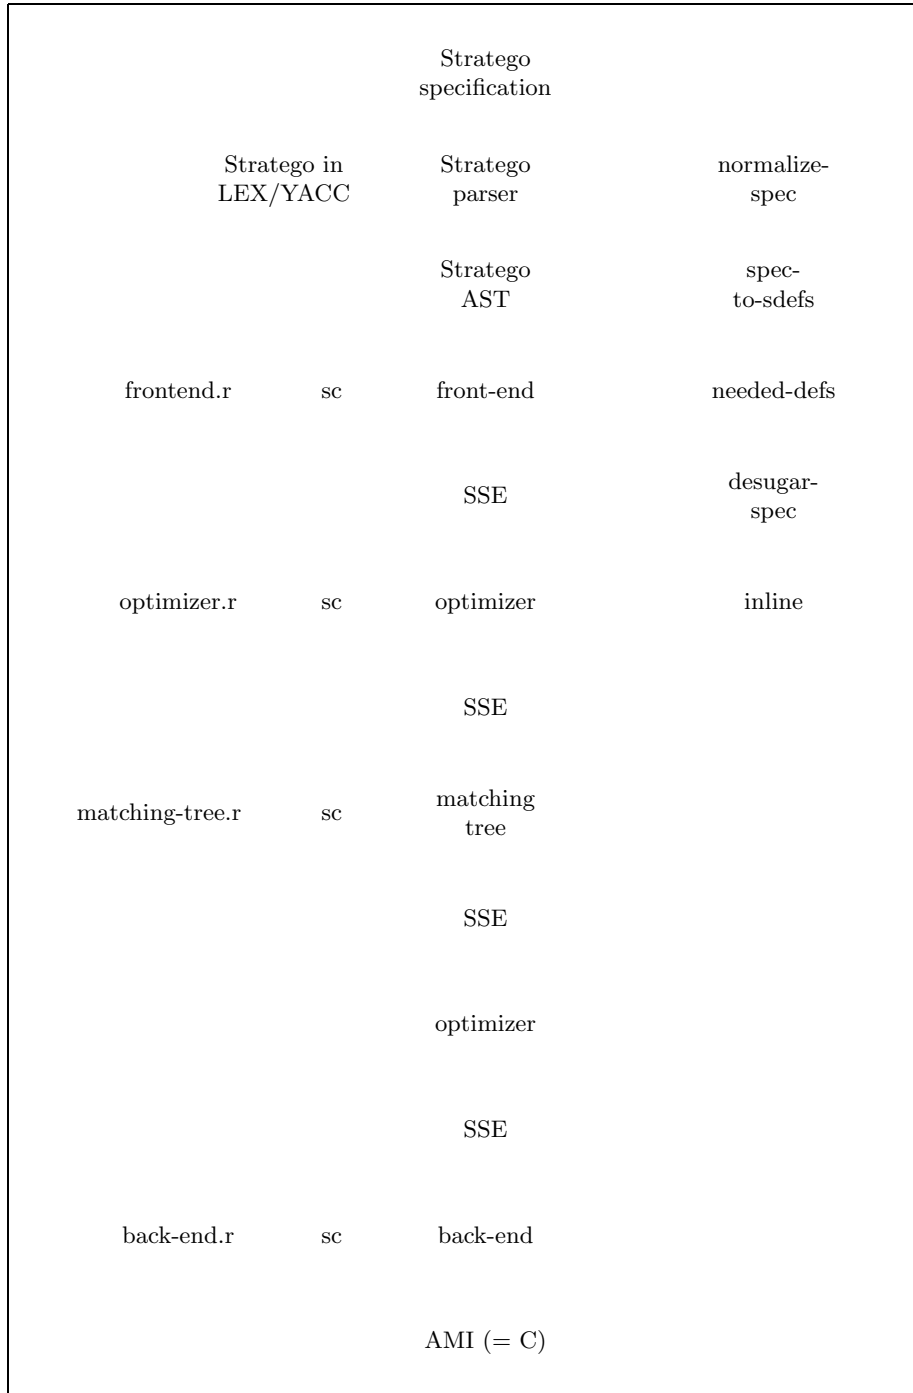 Stratego
specification
Stratego in
LEX/YACC
Stratego
parser
normalize-
spec
Stratego
AST
spec-
to-sdefs
frontend.r sc front-end needed-defs
SSE
desugar-
spec
optimizer.r sc optimizer inline
SSE
matching-tree.r sc
matching
tree
SSE
optimizer
SSE
back-end.r sc back-end
AMI (= C)